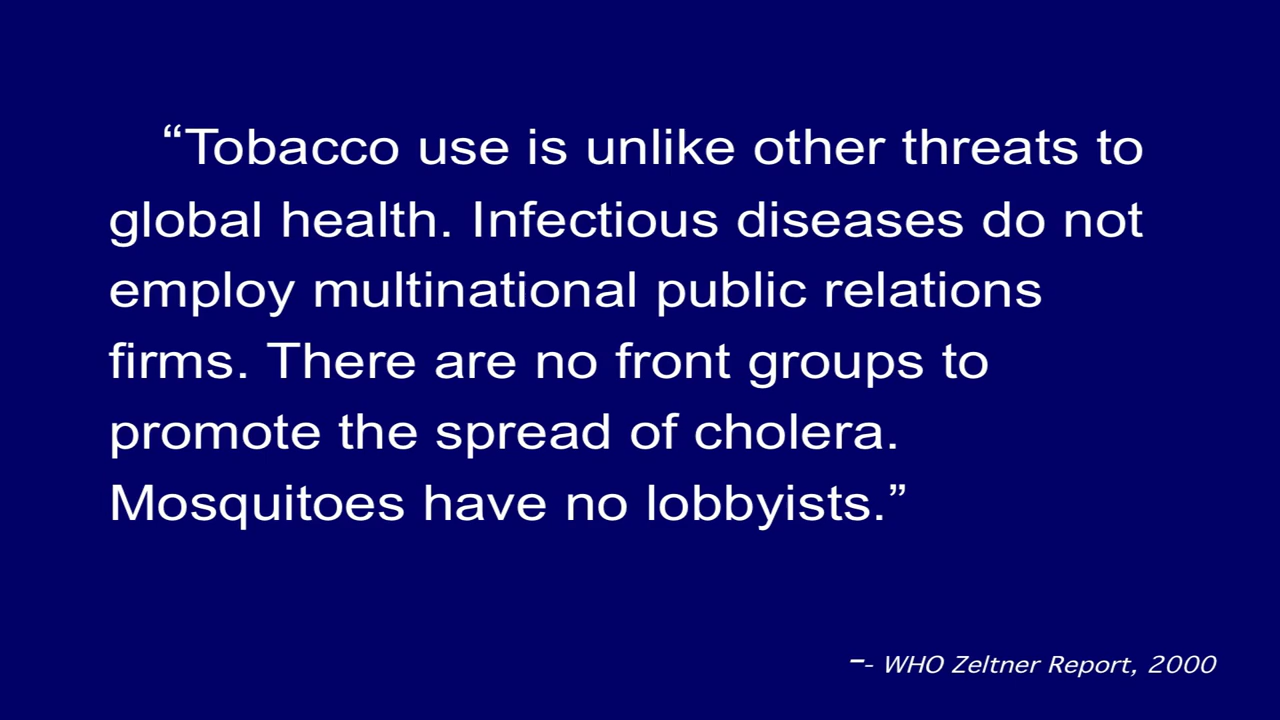 “Tobacco use is unlike other threats to
global health. Infectious diseases do not
employ multinational public relations
firms. There are no front groups to
promote the spread of cholera.
Mosquitoes have no lobbyists.”
-- WHO Zeltner Report, 2000